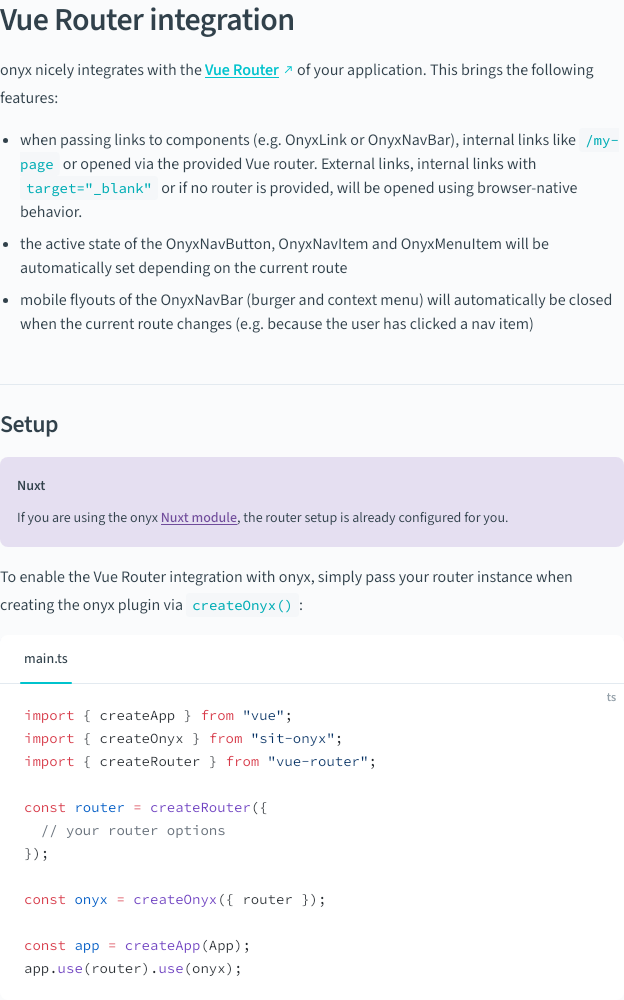 Vue Router integration
onyx nicely integrates with the Vue Router ↗ of your application. This brings the following
features:
• when passing links to components (e.g. OnyxLink or OnyxNavBar), internal links like /my-
page or opened via the provided Vue router. External links, internal links with
target="_blank" or if no router is provided, will be opened using browser-native
behavior.
• the active state of the OnyxNavButton, OnyxNavItem and OnyxMenuItem will be
automatically set depending on the current route
• mobile flyouts of the OnyxNavBar (burger and context menu) will automatically be closed
when the current route changes (e.g. because the user has clicked a nav item)
Setup
Nuxt
If you are using the onyx Nuxt module, the router setup is already configured for you.
To enable the Vue Router integration with onyx, simply pass your router instance when
creating the onyx plugin via createOnyx() :
main.ts
ts
import { createApp } from "vue";
import { createOnyx } from "sit-onyx";
import { createRouter } from "vue-router";
const router = createRouter({
  // your router options
});
const onyx = createOnyx({ router });
const app = createApp(App);
app.use(router).use(onyx);